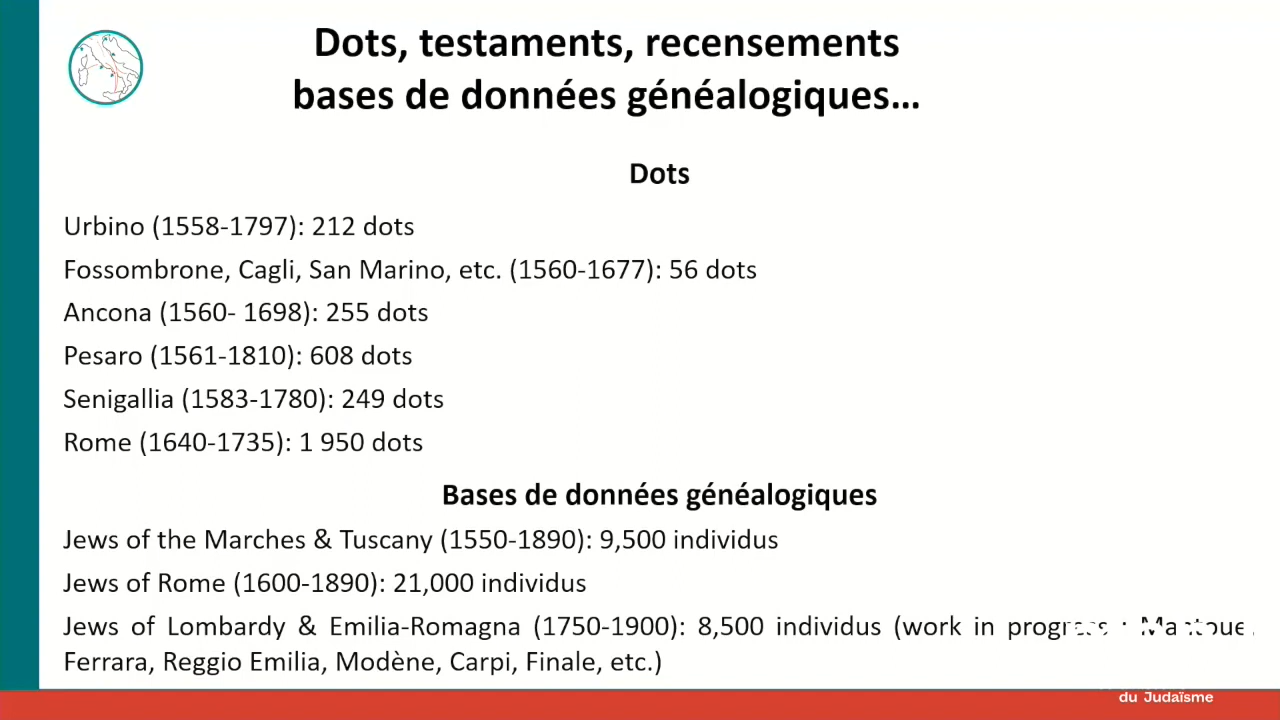 Dots, testaments, recensements
bases de données généalogiques...
Dots
Urbino (1558-1797): 212 dots
Fossombrone, Cagli, San Marino, etc. (1560-1677): 56 dots
Ancona (1560- 1698): 255 dots
Pesaro (1561-1810): 608 dots
Senigallia (1583-1780): 249 dots
Rome (1640-1735): 1 950 dots
Bases de données généalogiques
Jews of the Marches & Tuscany (1550-1890): 9,500 individus
Jews of Rome (1600-1890): 21,000 individus
Jews of Lombardy & Emilia-Romagna (1750-1900): 8,500 individus (work in progress : Mantoue,
Ferrara, Reggio Emilia, Modène, Carpi, Finale, etc.)
du Judaïsme